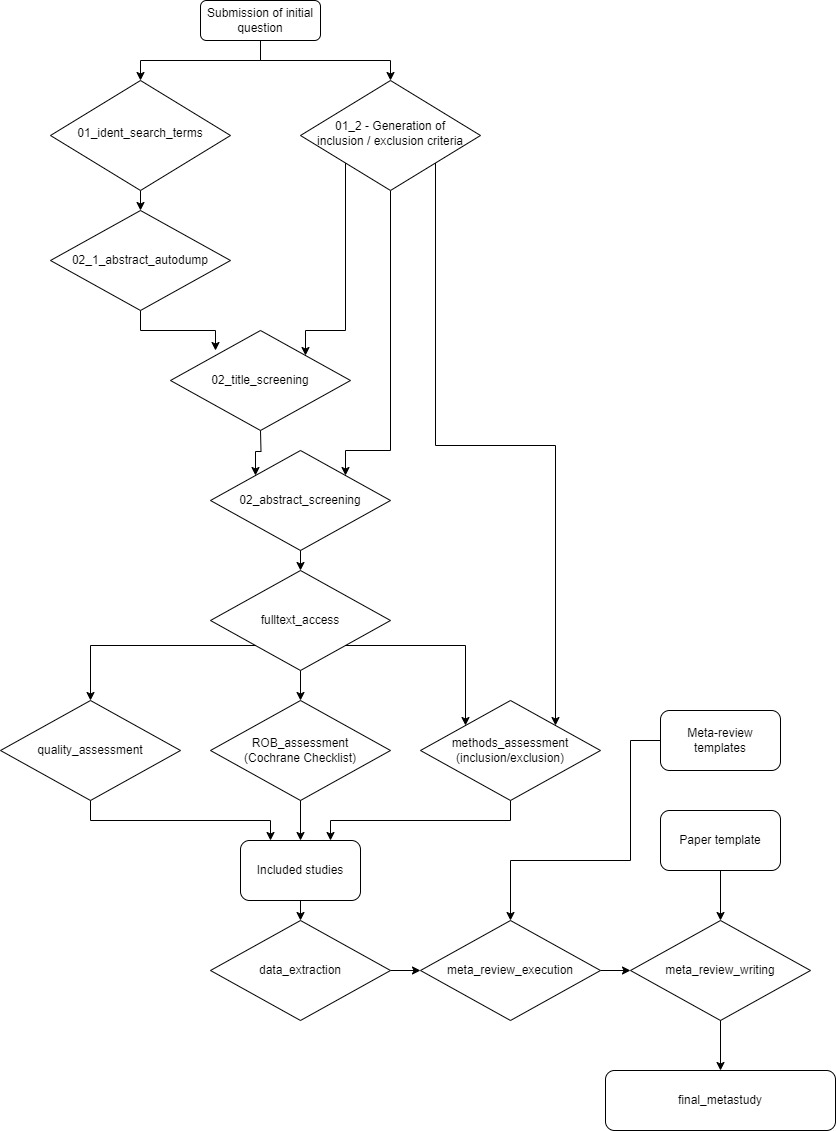 Submission of initial
question
01_ident_search_terms
01_2 - Generation of
inclusion / exclusion criteria
02_1_abstract_autodump
02_title_screening
02_abstract_screening
fulltext_access
quality_assessment
ROB_assessment
(Cochrane Checklist)
methods_assessment
(inclusion/exclusion)
Meta-review
templates
Paper template
Included studies
data_extraction
meta_review_execution
meta_review_writing
final_metastudy